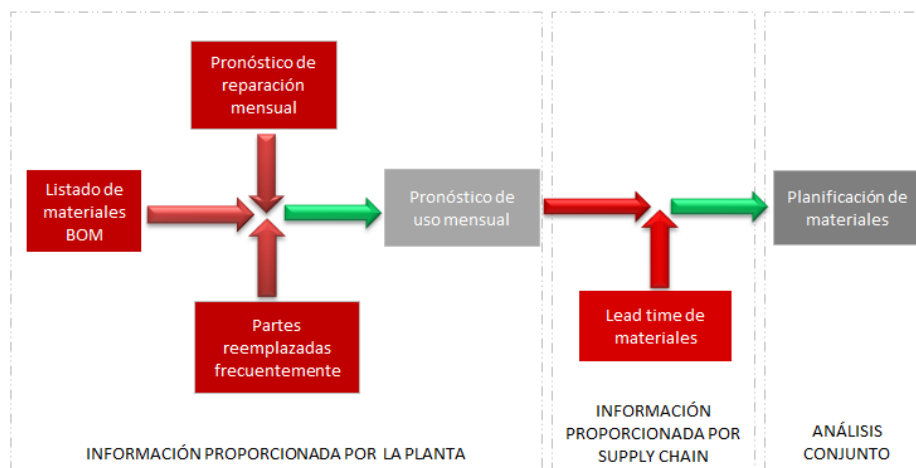 Pronóstico de
reparación
mensual
Listado de
materiales
BOM
Pronóstico de
uso mensual
Planificación de
materiales
Partes
reemplazadas
frecuentemente
Lead time de
materiales
INFORMACIÓN PROPORCIONADA POR LA PLANTA
INFORMACIÓN
PROPORCIONADA POR
SUPPLY CHAIN
ANÁLISIS
CONJUNTO